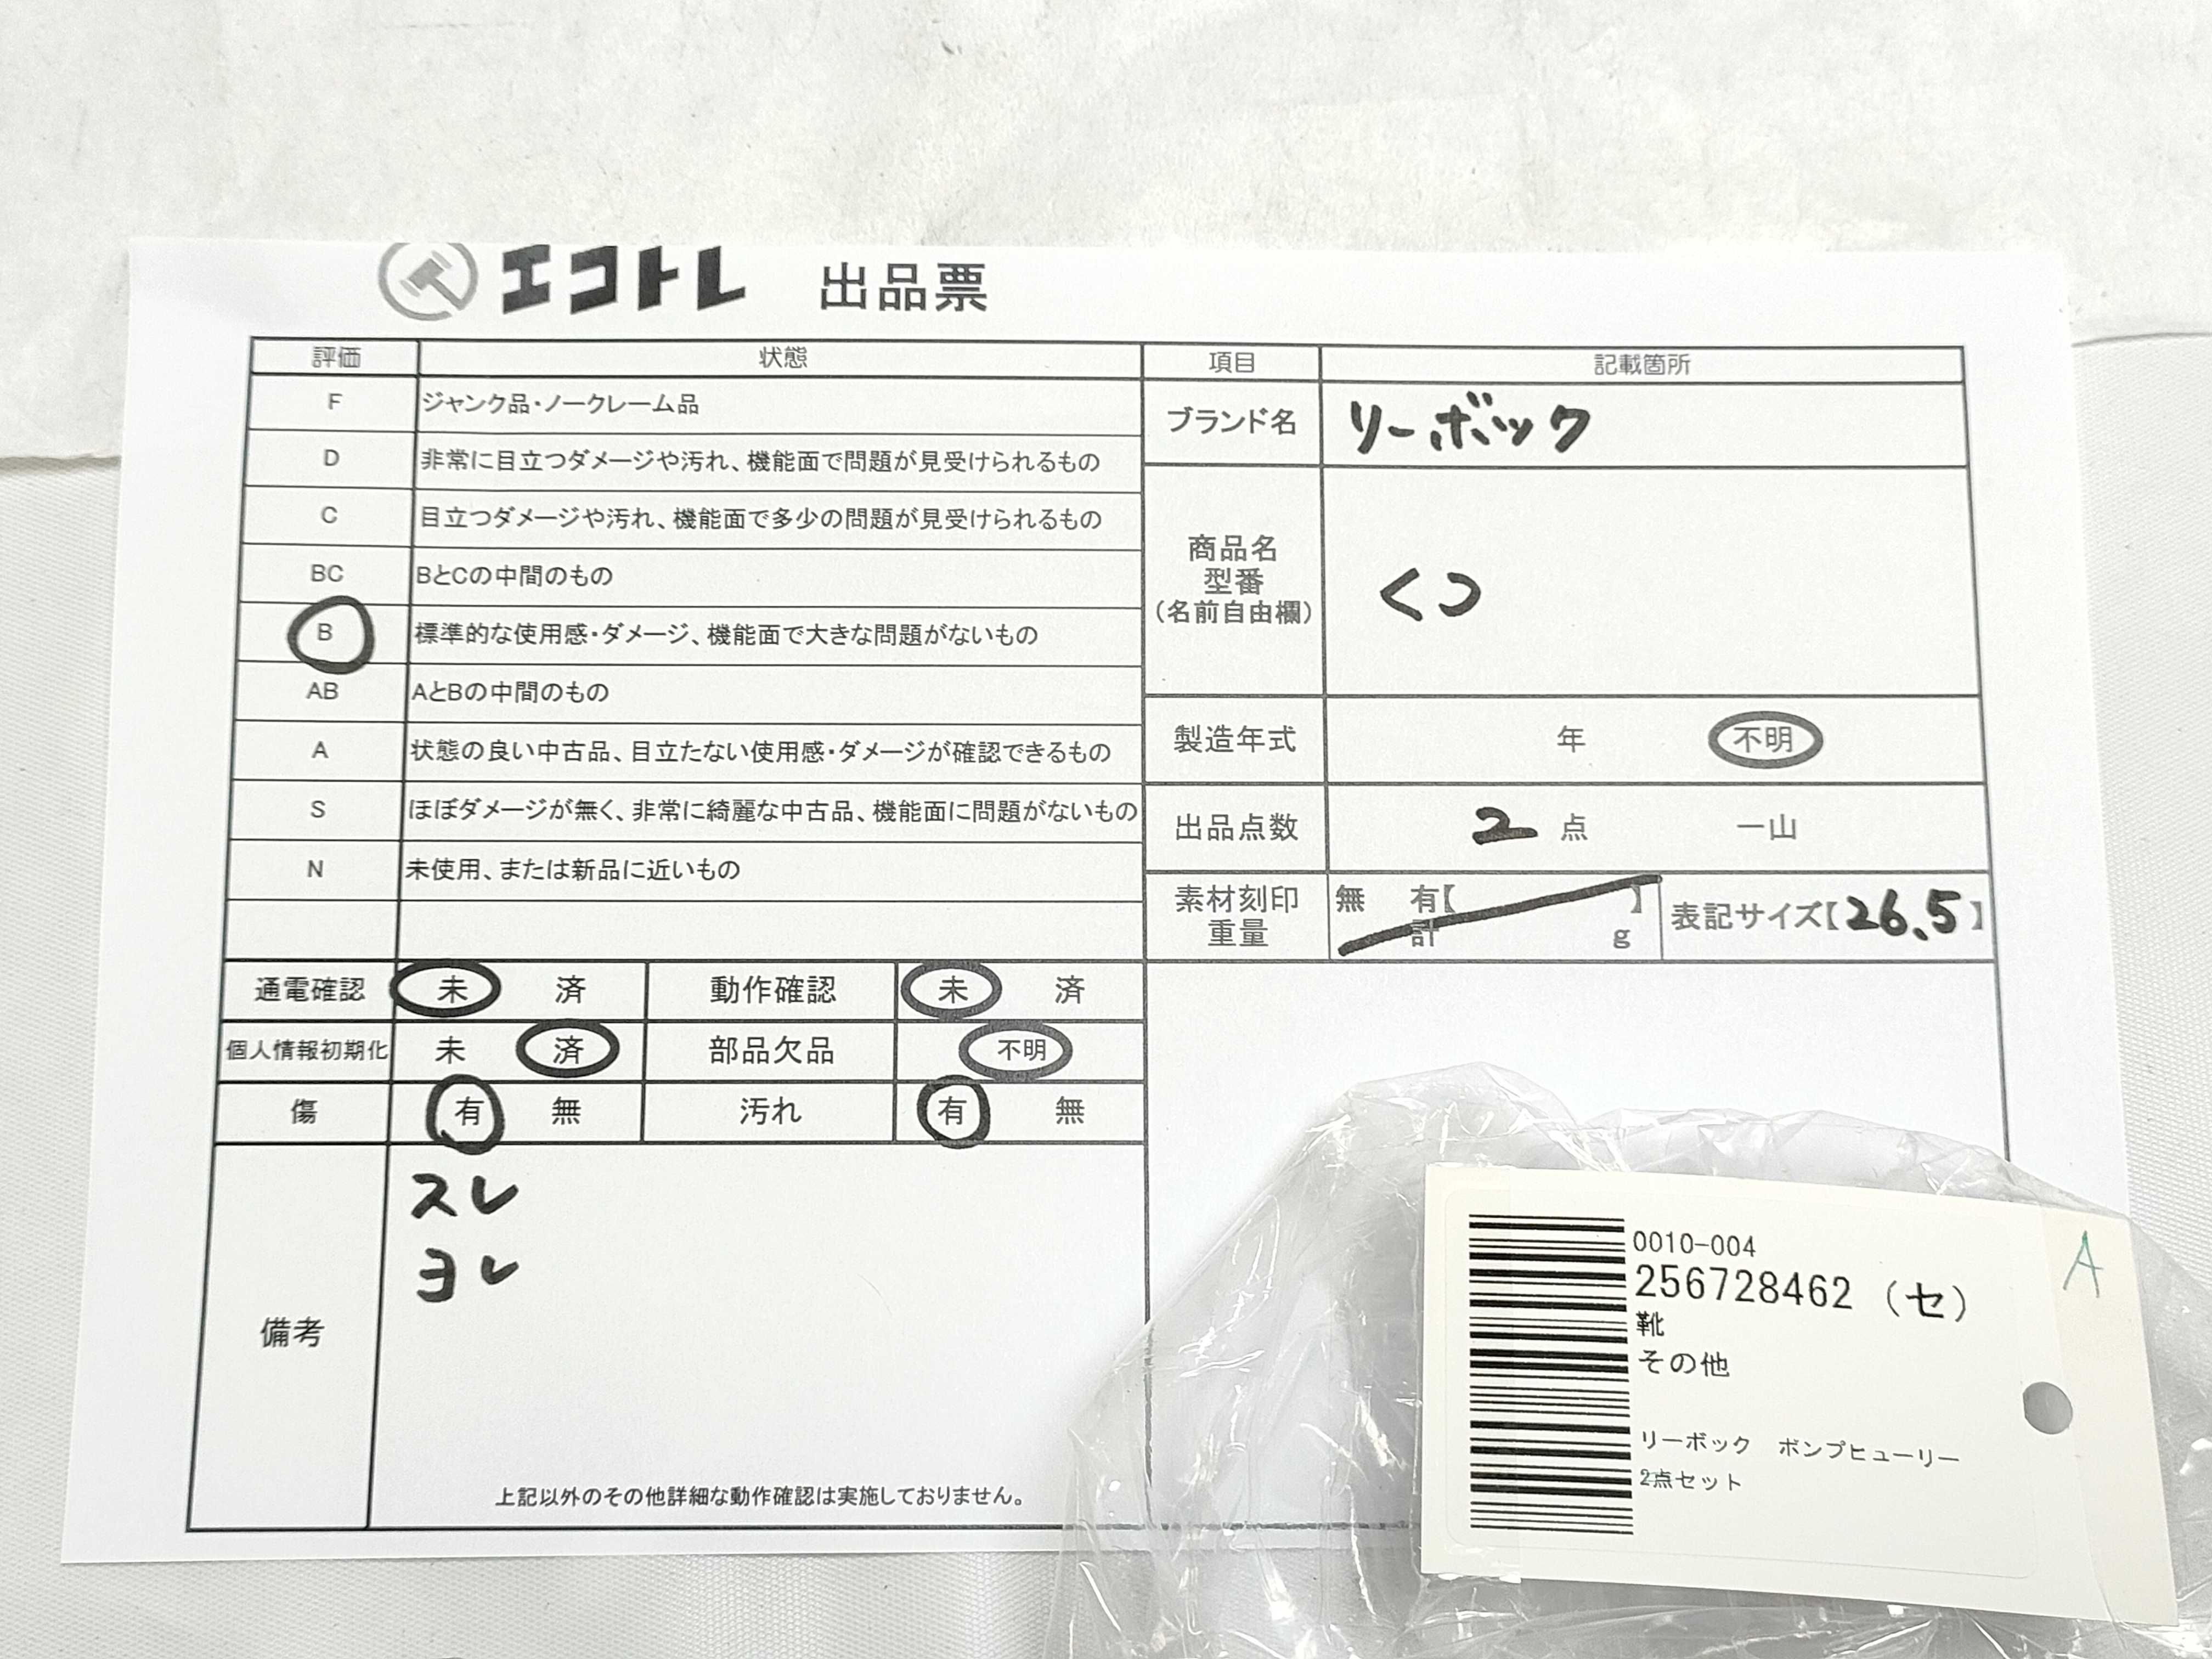 エコトレ 出品票
評価 状態
F ジャンク品・ノークレーム品
D 非常に目立つダメージや汚れ、機能面で問題が見受けられるもの
C 目立つダメージや汚れ、機能面で多少の問題が見受けられるもの
BC BとCの中間のもの
B 標準的な使用感・ダメージ、機能面で大きな問題がないもの
AB AとBの中間のもの
A 状態の良い中古品、目立たない使用感・ダメージが確認できるもの
S ほぼダメージが無く、非常に綺麗な中古品、機能面に問題がないもの
N 未使用、または新品に近いもの
項目 記載箇所
ブランド名 リーボック
商品名
型番
(名前自由欄)
くつ
製造年式 年 不明
出品点数 2 点 一山
素材刻印 無 有【 】
重量 計 g
表記サイズ【26.5】
通電確認 未 済 動作確認 未 済
個人情報初期化 未 済 部品欠品 不明
傷 有 無 汚れ 有 無
備考
スレ
ヨレ
上記以外のその他詳細な動作確認は実施しておりません。
0010-004
256728462 (セ)
靴
その他
リーボック ポンプヒューリー
2点セット
A